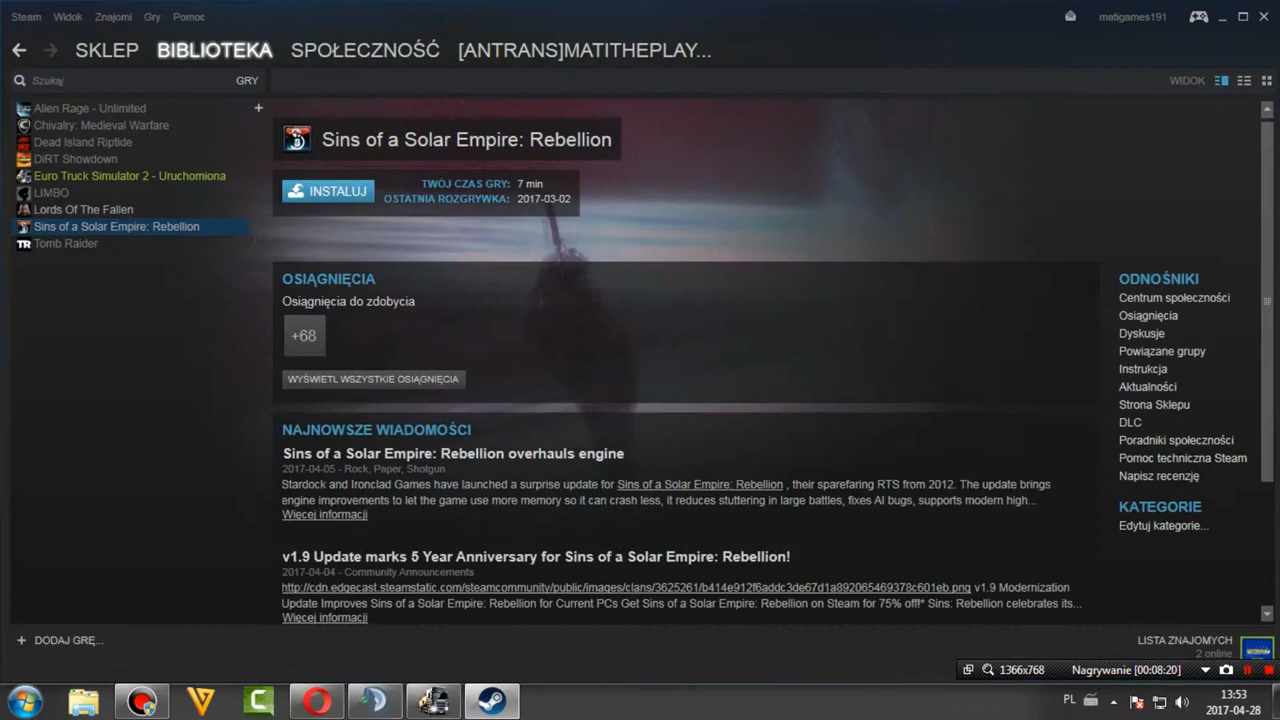 Steam Widok Znajomi Gry Pomoc matigames191
SKLEP BIBLIOTEKA SPOŁECZNOŚĆ [ANTRANS]MATITHEPLAY...
Szukaj GRY WIDOK
Alien Rage - Unlimited
Chivalry: Medieval Warfare
Dead Island Riptide
DiRT Showdown
Euro Truck Simulator 2 - Uruchomiona
LIMBO
Lords Of The Fallen
Sins of a Solar Empire: Rebellion
Tomb Raider
Sins of a Solar Empire: Rebellion
INSTALUJ
TWÓJ CZAS GRY: 7 min
OSTATNIA ROZGRYWKA: 2017-03-02
OSIĄGNIĘCIA
Osiągnięcia do zdobycia
+68
WYŚWIETL WSZYSTKIE OSIĄGNIĘCIA
NAJNOWSZE WIADOMOŚCI
Sins of a Solar Empire: Rebellion overhauls engine
2017-04-05 - Rock, Paper, Shotgun
Stardock and Ironclad Games have launched a surprise update for Sins of a Solar Empire: Rebellion , their sparefaring RTS from 2012. The update brings
engine improvements to let the game use more memory so it can crash less, it reduces stuttering in large battles, fixes AI bugs, supports modern high...
Więcej informacji
v1.9 Update marks 5 Year Anniversary for Sins of a Solar Empire: Rebellion!
2017-04-04 - Community Announcements
http://cdn.edgecast.steamstatic.com/steamcommunity/public/images/clans/3625261/b414e912f6addc3de67d1a892065469378c601eb.png v1.9 Modernization
Update Improves Sins of a Solar Empire: Rebellion for Current PCs Get Sins of a Solar Empire: Rebellion on Steam for 75% off!* Sins: Rebellion celebrates its...
Więcej informacji
ODNOŚNIKI
Centrum społeczności
Osiągnięcia
Dyskusje
Powiązane grupy
Instrukcja
Aktualności
Strona Sklepu
DLC
Poradniki społeczności
Pomoc techniczna Steam
Napisz recenzję
KATEGORIE
Edytuj kategorie...
+ DODAJ GRĘ...
LISTA ZNAJOMYCH
2 online
1366x768 Nagrywanie [00:08:20]
PL
13:53
2017-04-28